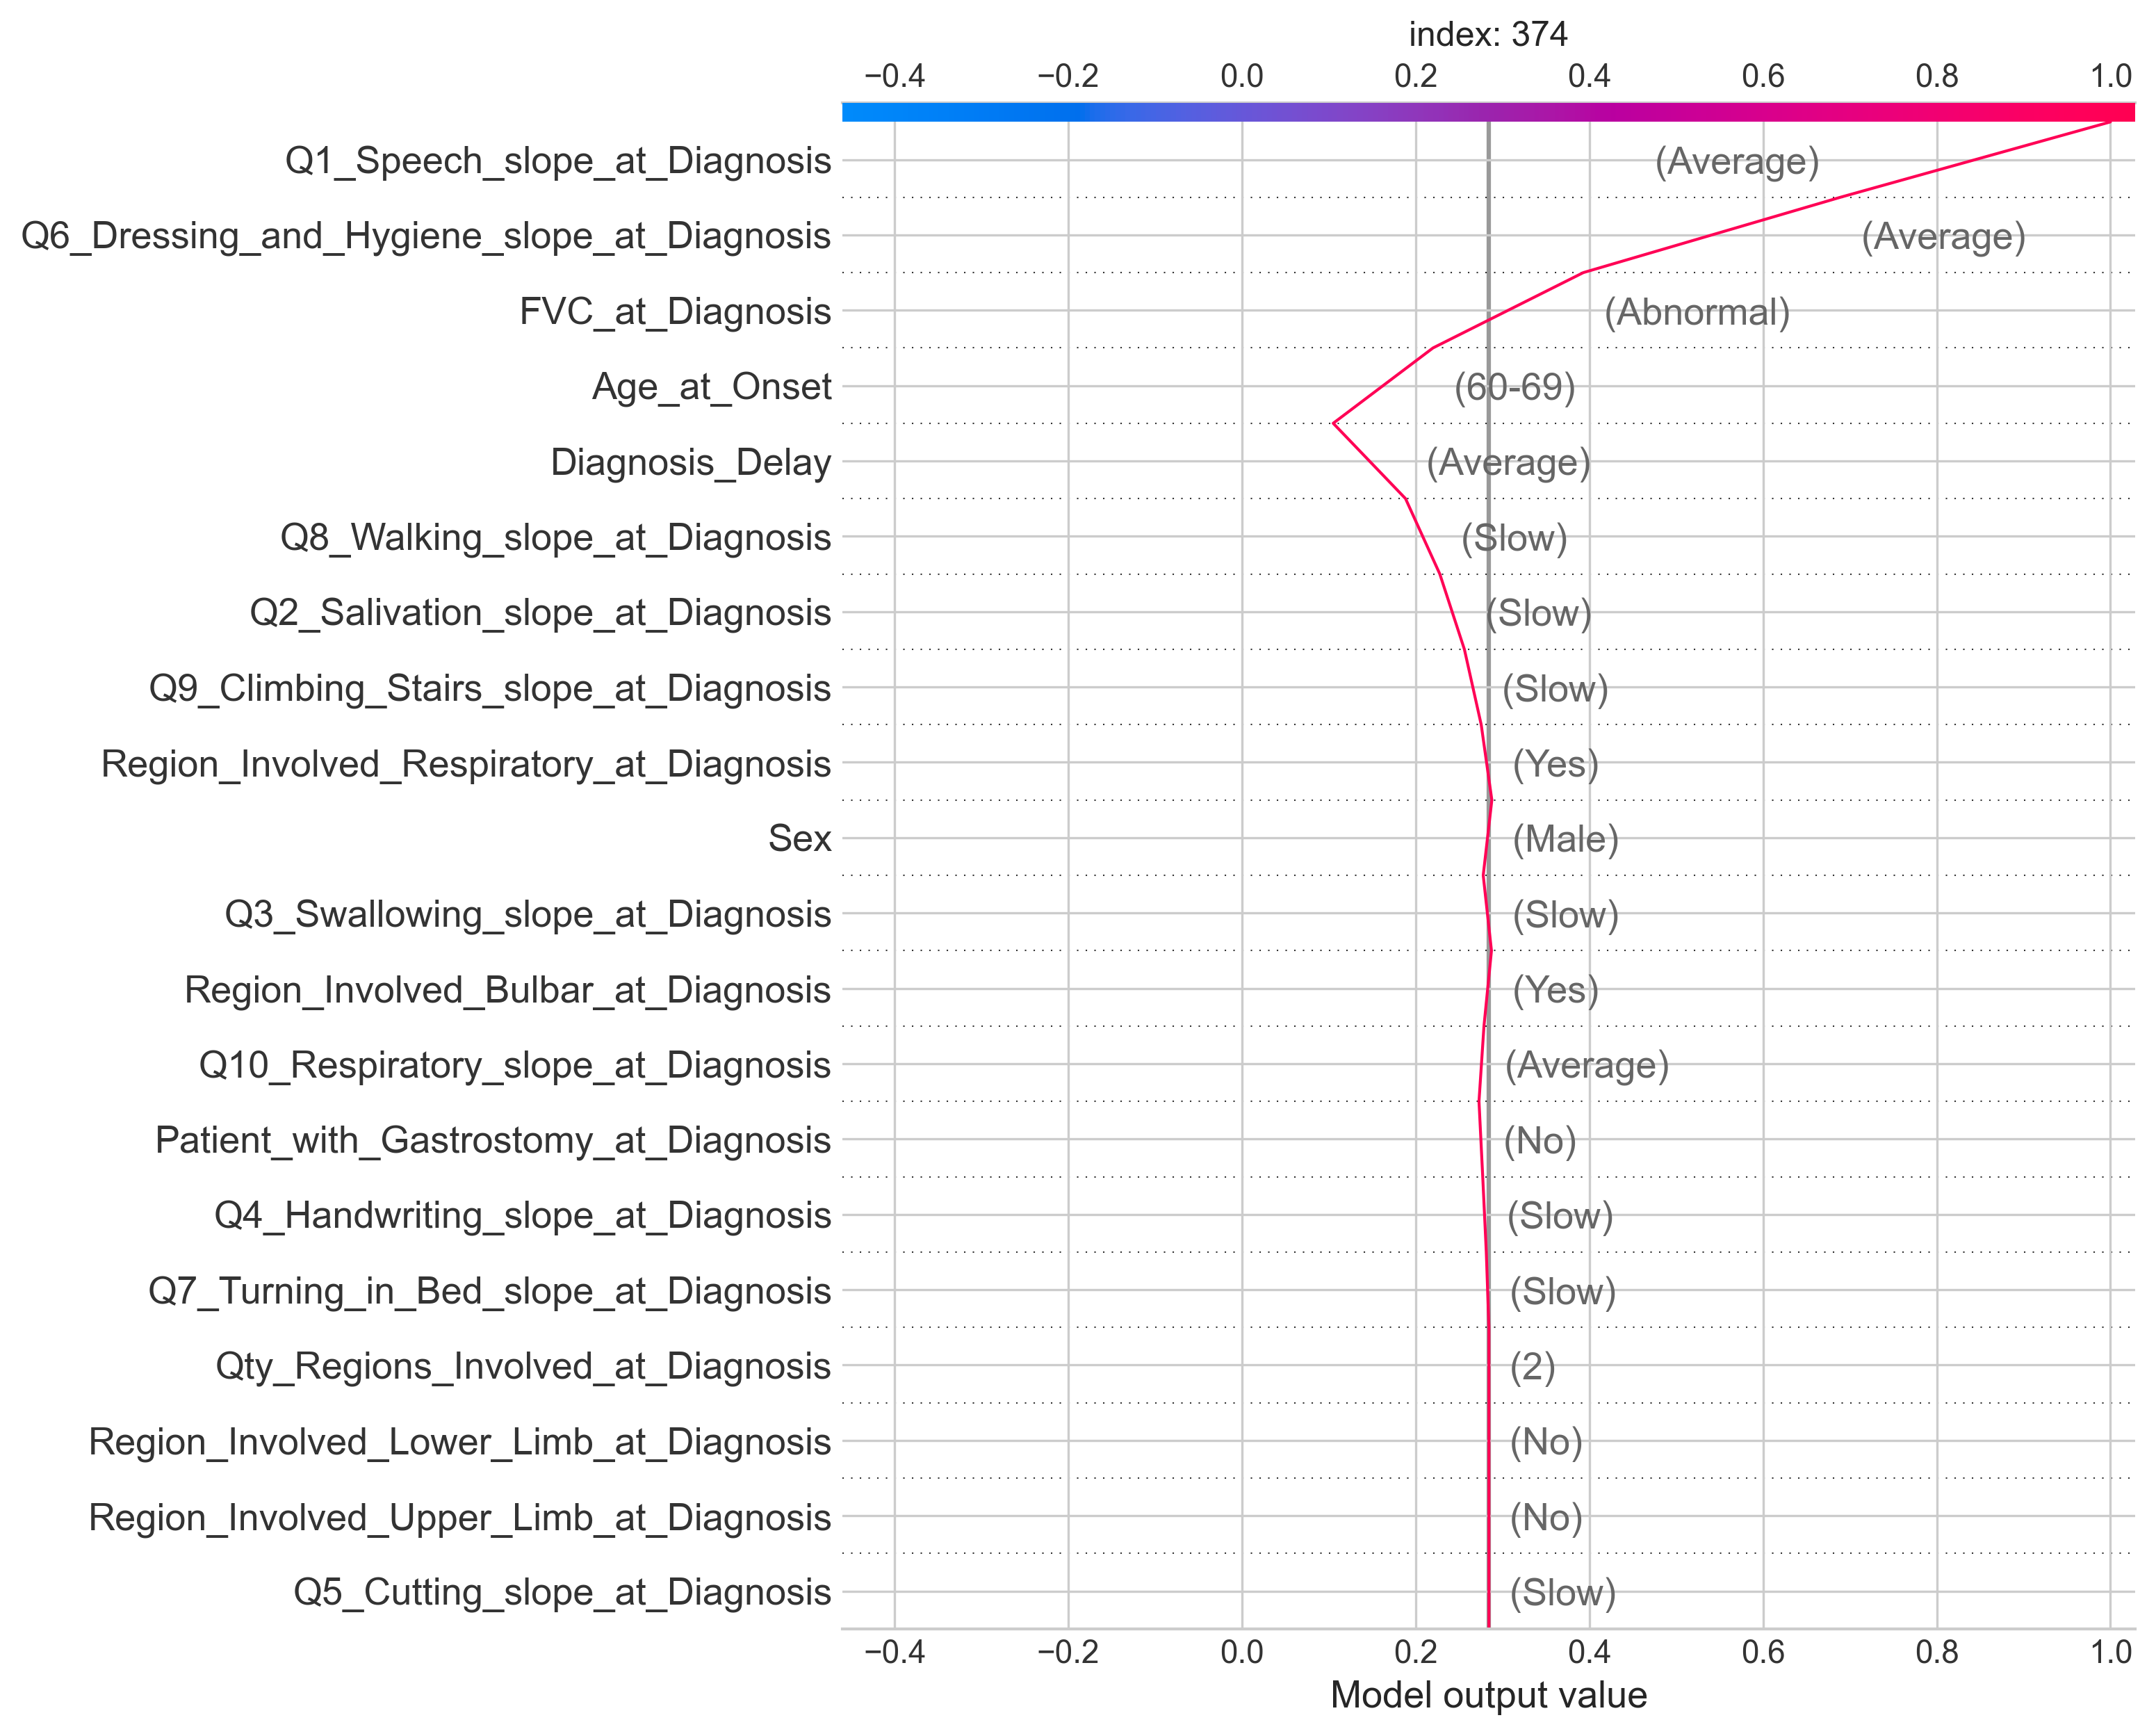 index: 374
−0.4 −0.2 0.0 0.2 0.4 0.6 0.8 1.0
Q1_Speech_slope_at_Diagnosis (Average)
Q6_Dressing_and_Hygiene_slope_at_Diagnosis (Average)
FVC_at_Diagnosis (Abnormal)
Age_at_Onset (60-69)
Diagnosis_Delay (Average)
Q8_Walking_slope_at_Diagnosis (Slow)
Q2_Salivation_slope_at_Diagnosis (Slow)
Q9_Climbing_Stairs_slope_at_Diagnosis (Slow)
Region_Involved_Respiratory_at_Diagnosis (Yes)
Sex (Male)
Q3_Swallowing_slope_at_Diagnosis (Slow)
Region_Involved_Bulbar_at_Diagnosis (Yes)
Q10_Respiratory_slope_at_Diagnosis (Average)
Patient_with_Gastrostomy_at_Diagnosis (No)
Q4_Handwriting_slope_at_Diagnosis (Slow)
Q7_Turning_in_Bed_slope_at_Diagnosis (Slow)
Qty_Regions_Involved_at_Diagnosis (2)
Region_Involved_Lower_Limb_at_Diagnosis (No)
Region_Involved_Upper_Limb_at_Diagnosis (No)
Q5_Cutting_slope_at_Diagnosis (Slow)
−0.4 −0.2 0.0 0.2 0.4 0.6 0.8 1.0
Model output value